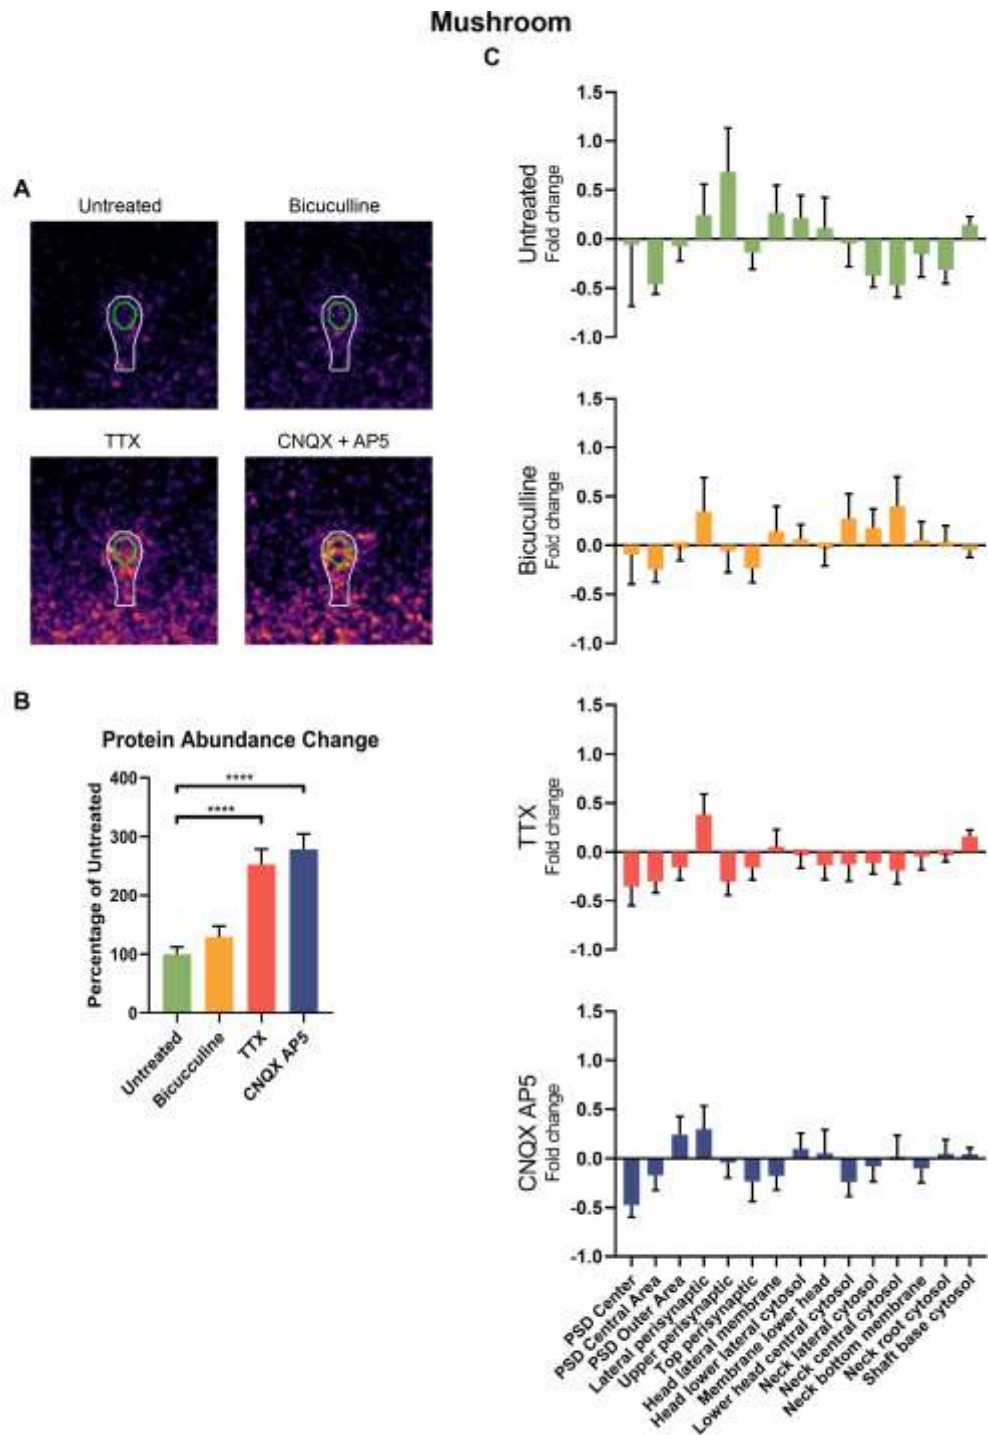 Mushroom
A
Untreated
Bicuculline
TTX
CNQX + AP5
B
Protein Abundance Change
Percentage of Untreated
400
300
200
100
0
****
****
Untreated
Bicucculine
TTX
CNQX AP5
C
Untreated
Fold change
1.5
1.0
0.5
0.0
-0.5
-1.0
Bicuculline
Fold change
1.5
1.0
0.5
0.0
-0.5
-1.0
TTX
Fold change
1.5
1.0
0.5
0.0
-0.5
-1.0
CNQX AP5
Fold change
1.5
1.0
0.5
0.0
-0.5
-1.0
PSD Center
PSD Central Area
PSD Outer Area
Lateral perisynaptic
Upper perisynaptic
Top perisynaptic
Head lateral membrane
Head lower lateral cytosol
Membrane lower head
Lower head central cytosol
Neck lateral cytosol
Neck central cytosol
Neck bottom membrane
Neck root cytosol
Shaft base cytosol